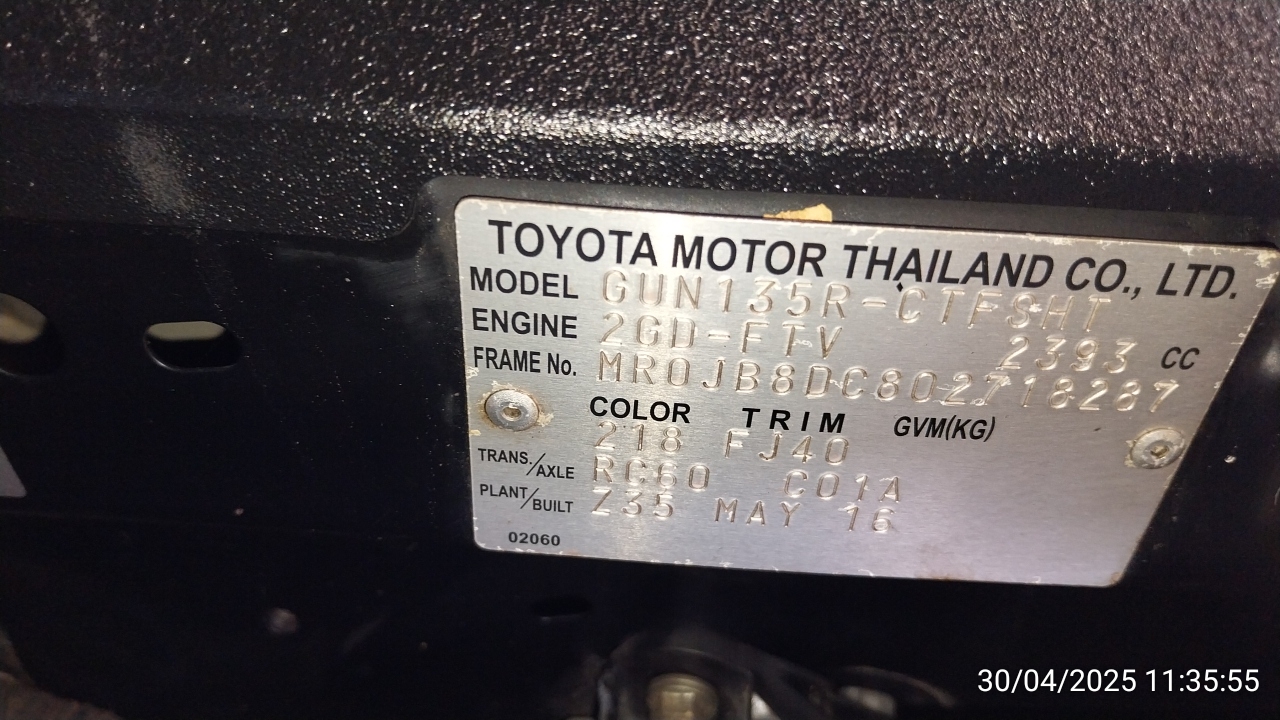 TOYOTA MOTOR THAILAND CO., LTD.
MODEL GUN135R-CTFSHT
ENGINE 2GD-FTV 2393 CC
FRAME No. MR0JB8DC802718287
COLOR TRIM GVM(KG)
218 FJ40
TRANS./AXLE RC60 C01A
PLANT/BUILT Z35 MAY 16
02060
30/04/2025 11:35:55